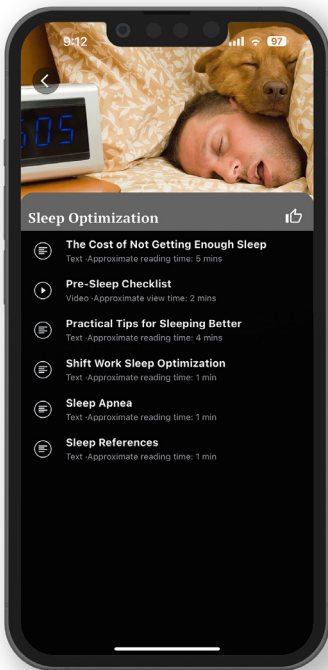 9:12
97
505
Sleep Optimization
The Cost of Not Getting Enough Sleep
Text ·Approximate reading time: 5 mins
Pre-Sleep Checklist
Video ·Approximate view time: 2 mins
Practical Tips for Sleeping Better
Text ·Approximate reading time: 4 mins
Shift Work Sleep Optimization
Text ·Approximate reading time: 1 min
Sleep Apnea
Text ·Approximate reading time: 1 min
Sleep References
Text ·Approximate reading time: 1 min